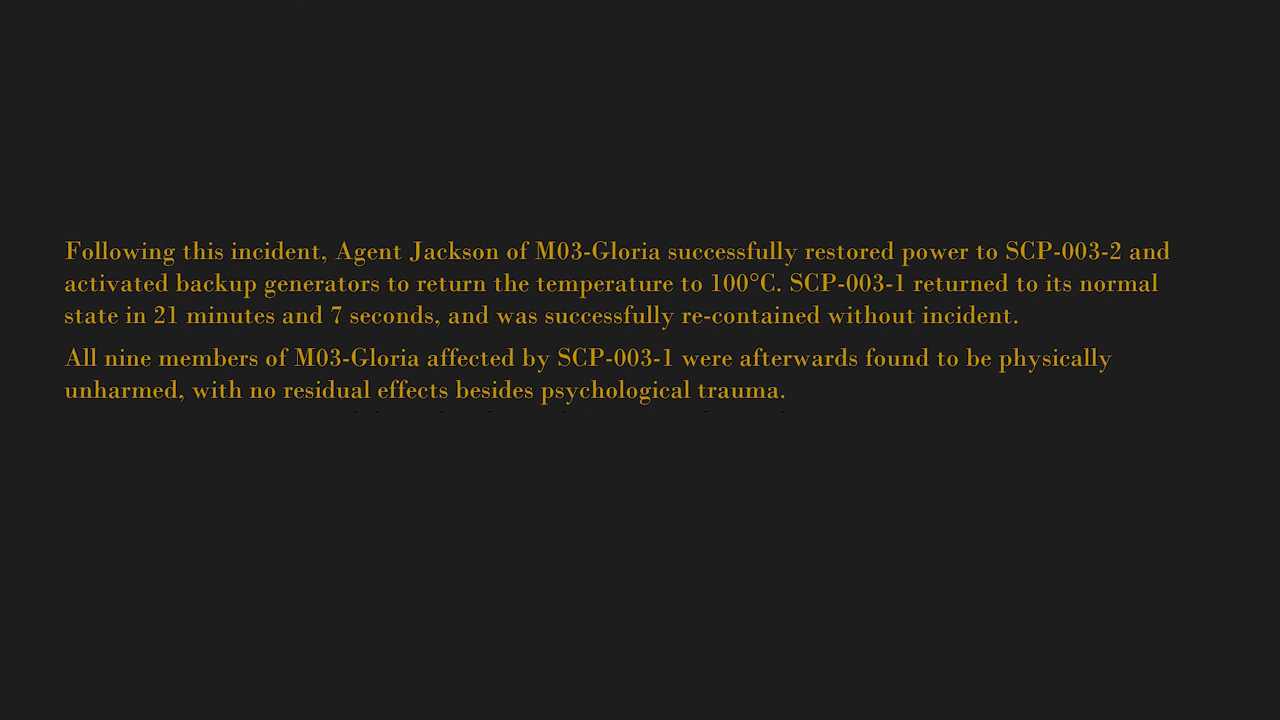 Following this incident, Agent Jackson of M03-Gloria successfully restored power to SCP-003-2 and
activated backup generators to return the temperature to 100°C. SCP-003-1 returned to its normal
state in 21 minutes and 7 seconds, and was successfully re-contained without incident.
All nine members of M03-Gloria affected by SCP-003-1 were afterwards found to be physically
unharmed, with no residual effects besides psychological trauma.